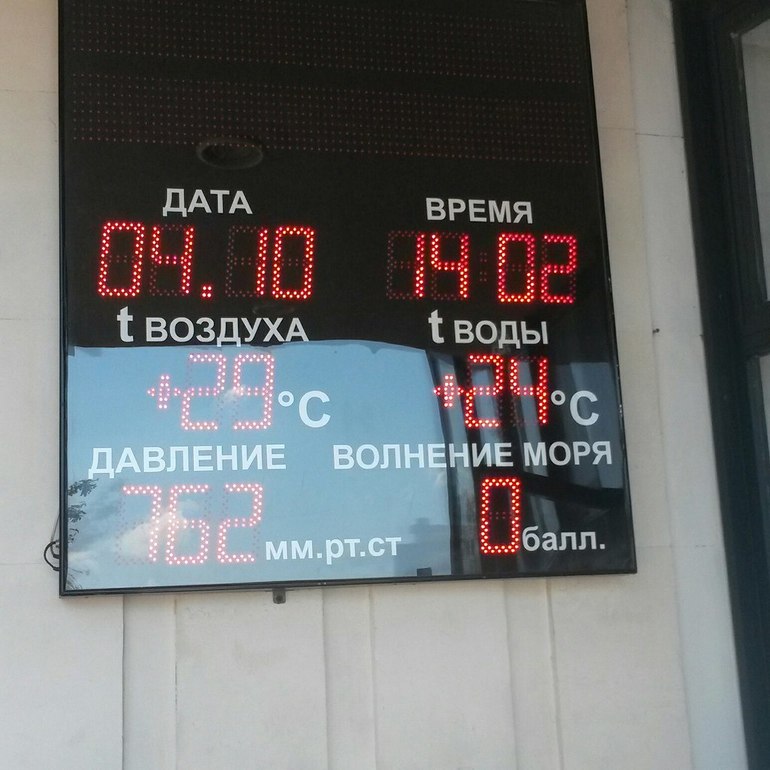 ДАТА ВРЕМЯ
04.10 14 02
t ВОЗДУХА t ВОДЫ
+29°C +24°C
ДАВЛЕНИЕ ВОЛНЕНИЕ МОРЯ
762 мм.рт.ст 0 балл.